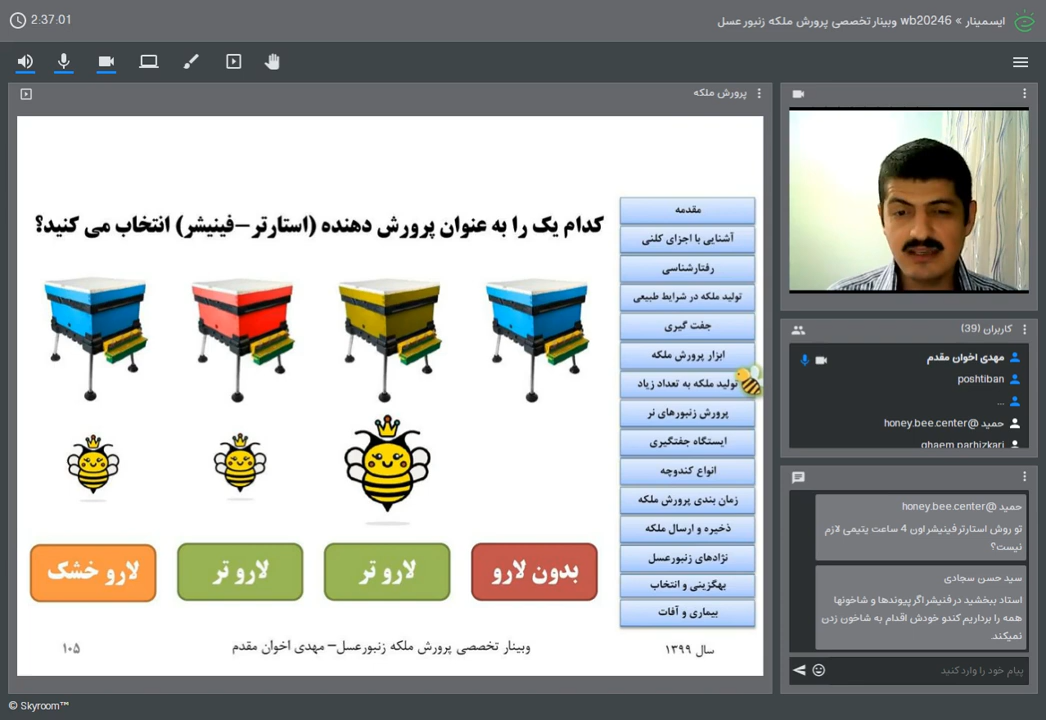 2:37:01
ایسمینار » wb20246 وبینار تخصصی پرورش ملکه زنبور عسل
پرورش ملکه
کدام یک را به عنوان پرورش دهنده (استارتر–فینیشر) انتخاب می کنید؟
بدون لارو
لارو تر
لارو تر
لارو خشک
مقدمه
آشنایی با اجزای کلنی
رفتارشناسی
تولید ملکه در شرایط طبیعی
جفت گیری
ابزار پرورش ملکه
تولید ملکه به تعداد زیاد
پرورش زنبورهای نر
ایستگاه جفتگیری
انواع کندوچه
زمان بندی پرورش ملکه
ذخیره و ارسال ملکه
نژادهای زنبورعسل
بهگزینی و انتخاب
بیماری و آفات
سال ۱۳۹۹
وبینار تخصصی پرورش ملکه زنبورعسل– مهدی اخوان مقدم
۱۰۵
کاربران (39)
مهدی اخوان مقدم
poshtiban
...
حمید @honey.bee.center
ghaem parhizkari
حمید @honey.bee.center
تو روش استارتر فینیشر اون 4 ساعت یتیمی لازم
نیست؟
سید حسن سجادی
استاد ببخشید در فنیشر اگر پیوندها و شاخونها
همه را برداریم کندو خودش اقدام به شاخون زدن
نمیکند.
پیام خود را وارد کنید
© Skyroom™